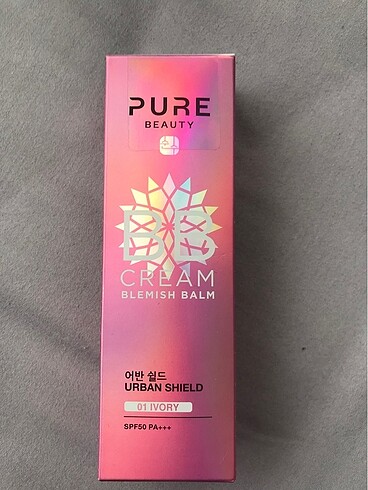 PURE
BEAUTY
BB
CREAM
BLEMISH BALM
어반 쉴드
URBAN SHIELD
01 IVORY
SPF50 PA+++